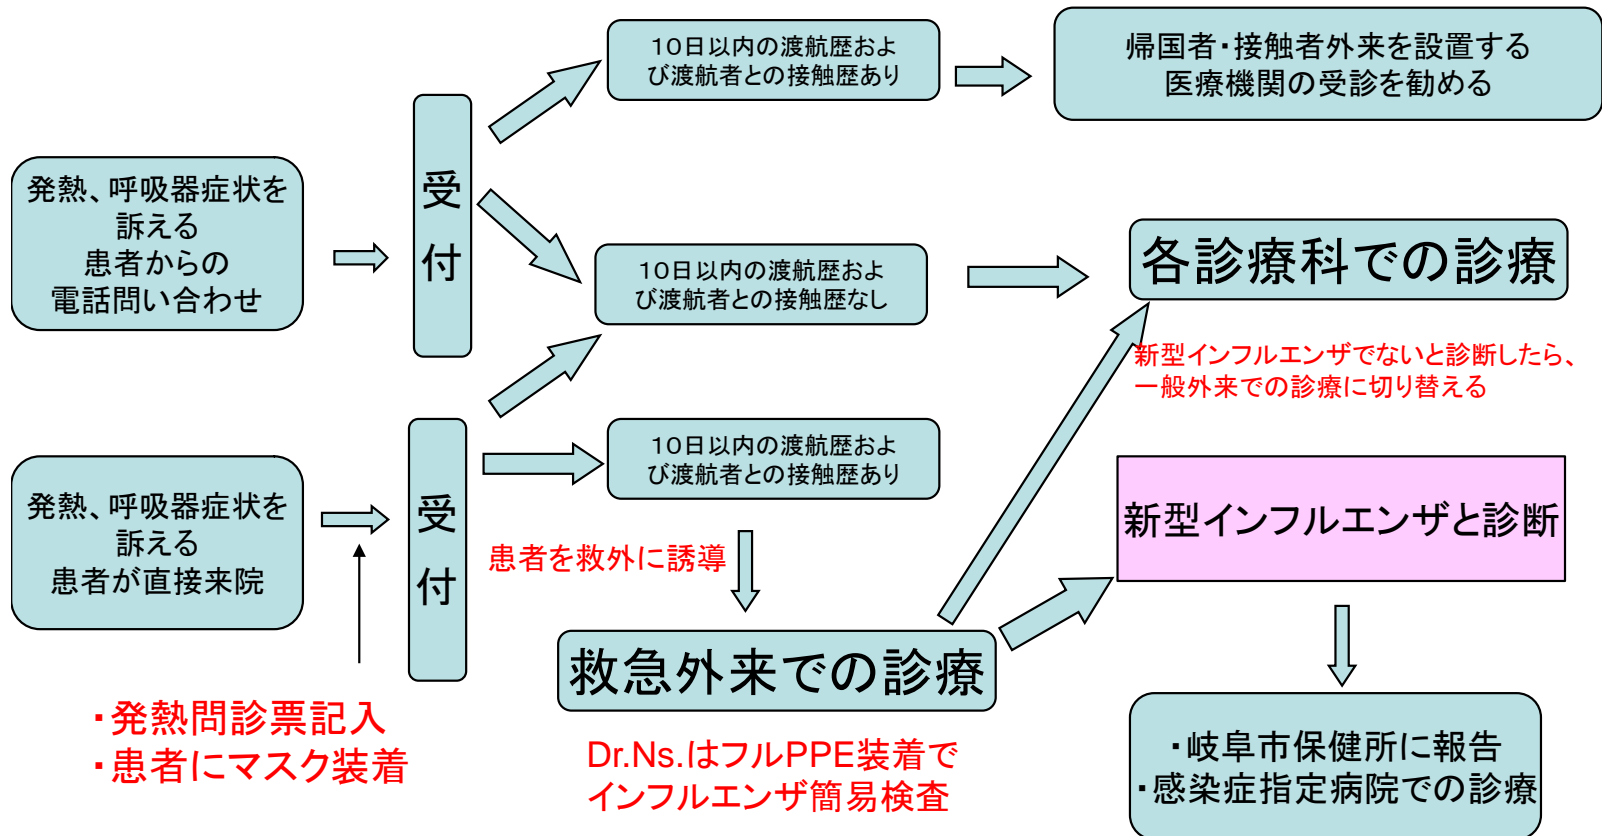 10日以内の渡航歴およ
び渡航者との接触歴あり
帰国者・接触者外来を設置する
医療機関の受診を勧める
発熱、呼吸器症状を
訴える
患者からの
電話問い合わせ
受
付
10日以内の渡航歴およ
び渡航者との接触歴なし
各診療科での診療
新型インフルエンザでないと診断したら、
一般外来での診療に切り替える
発熱、呼吸器症状を
訴える
患者が直接来院
受
付
10日以内の渡航歴およ
び渡航者との接触歴あり
新型インフルエンザと診断
患者を救外に誘導
救急外来での診療
・発熱問診票記入
・患者にマスク装着
Dr.Ns.はフルPPE装着で
インフルエンザ簡易検査
・岐阜市保健所に報告
・感染症指定病院での診療